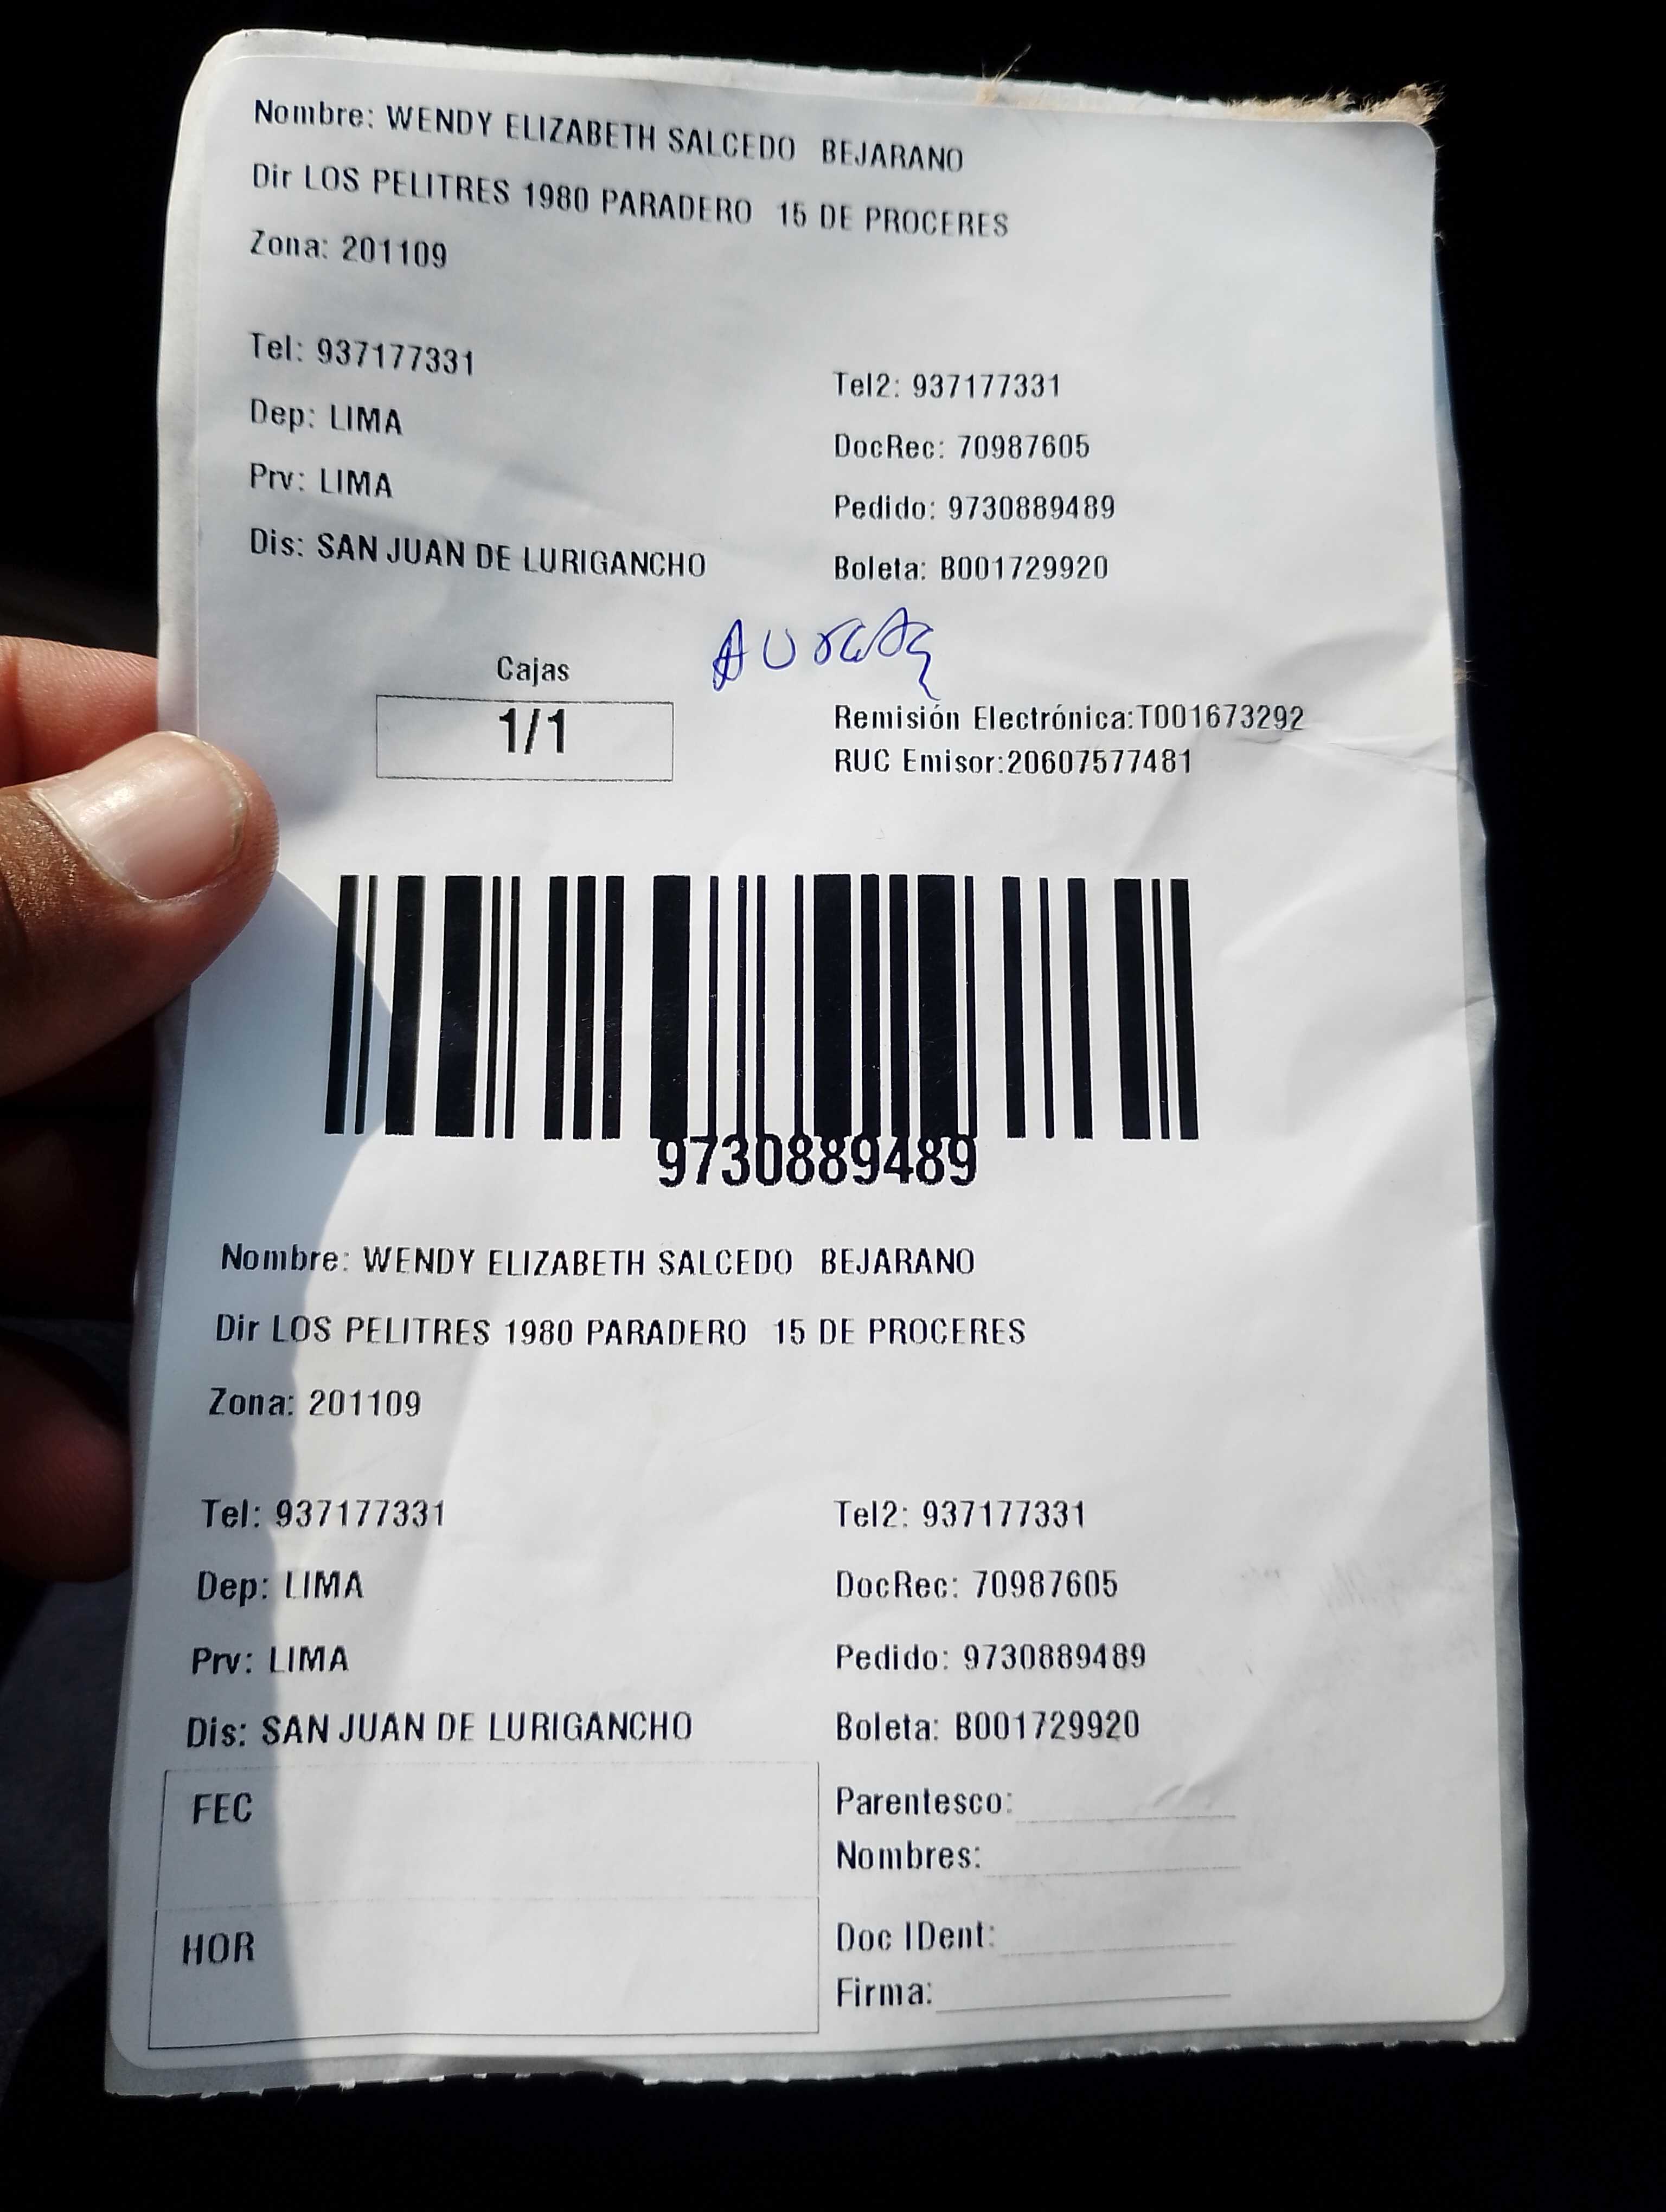 Nombre: WENDY ELIZABETH SALCEDO BEJARANO
Dir LOS PELITRES 1980 PARADERO 15 DE PROCERES
Zona: 201109
Tel: 937177331
Tel2: 937177331
Dep: LIMA
DocRec: 70987605
Prv: LIMA
Pedido: 9730889489
Dis: SAN JUAN DE LURIGANCHO
Boleta: B001729920
Cajas
1/1
Remisión Electrónica:T001673292
RUC Emisor:20607577481
9730889489
Nombre: WENDY ELIZABETH SALCEDO BEJARANO
Dir LOS PELITRES 1980 PARADERO 15 DE PROCERES
Zona: 201109
Tel: 937177331
Tel2: 937177331
Dep: LIMA
DocRec: 70987605
Prv: LIMA
Pedido: 9730889489
Dis: SAN JUAN DE LURIGANCHO
Boleta: B001729920
FEC
Parentesco:
Nombres:
HOR
Doc IDent:
Firma: